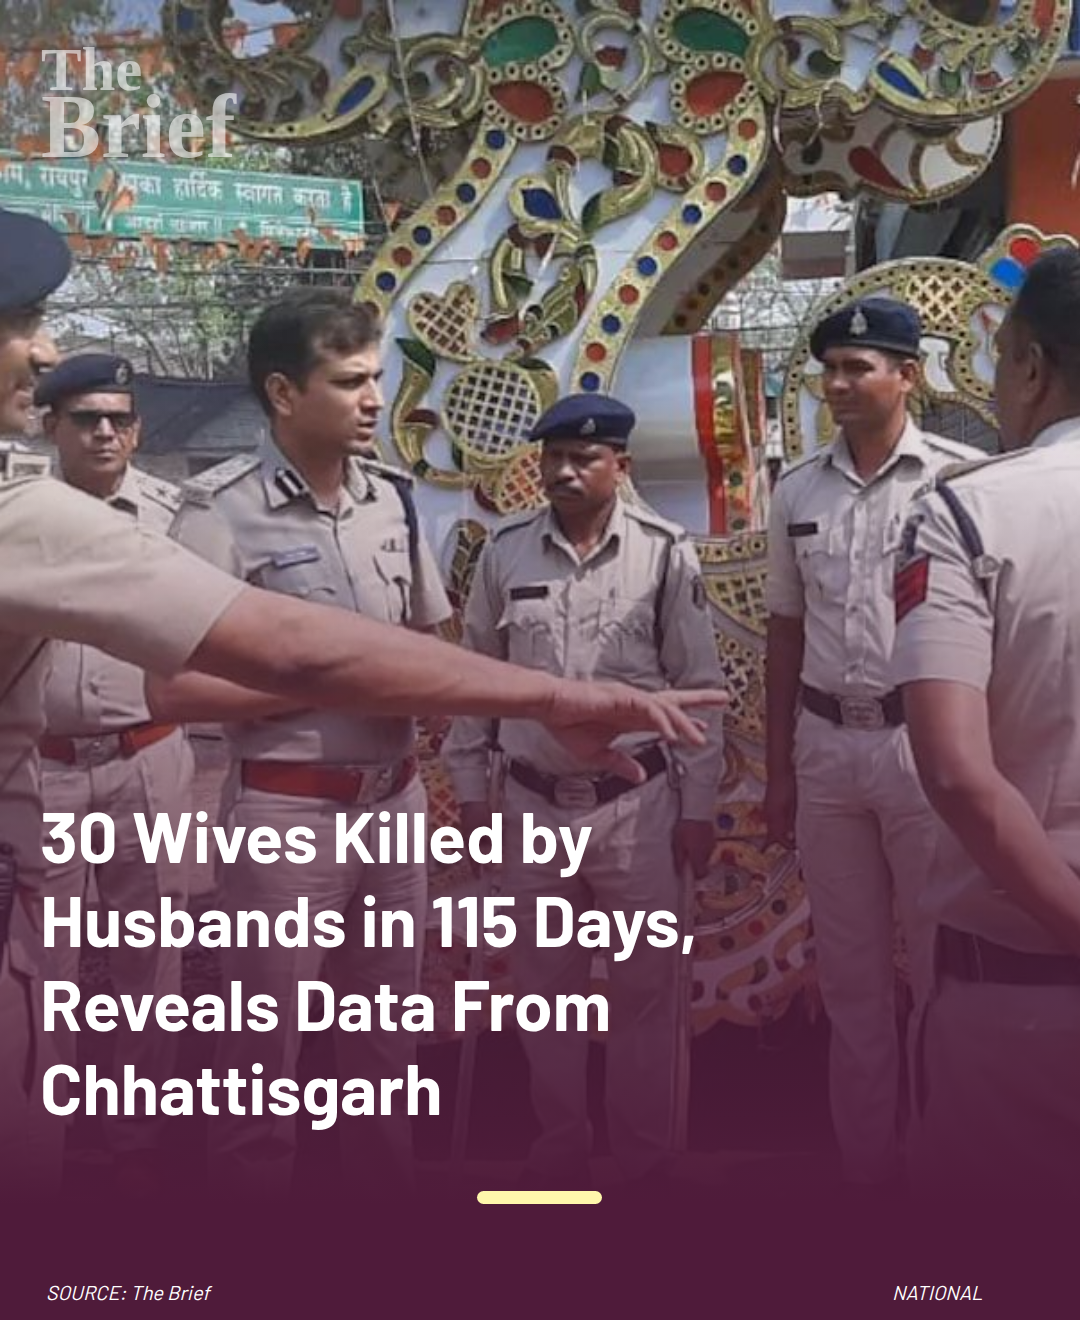 The
Brief
रायपुर
हार्दिक स्वागत करता है
30 Wives Killed by
Husbands in 115 Days,
Reveals Data From
Chhattisgarh
SOURCE: The Brief
NATIONAL